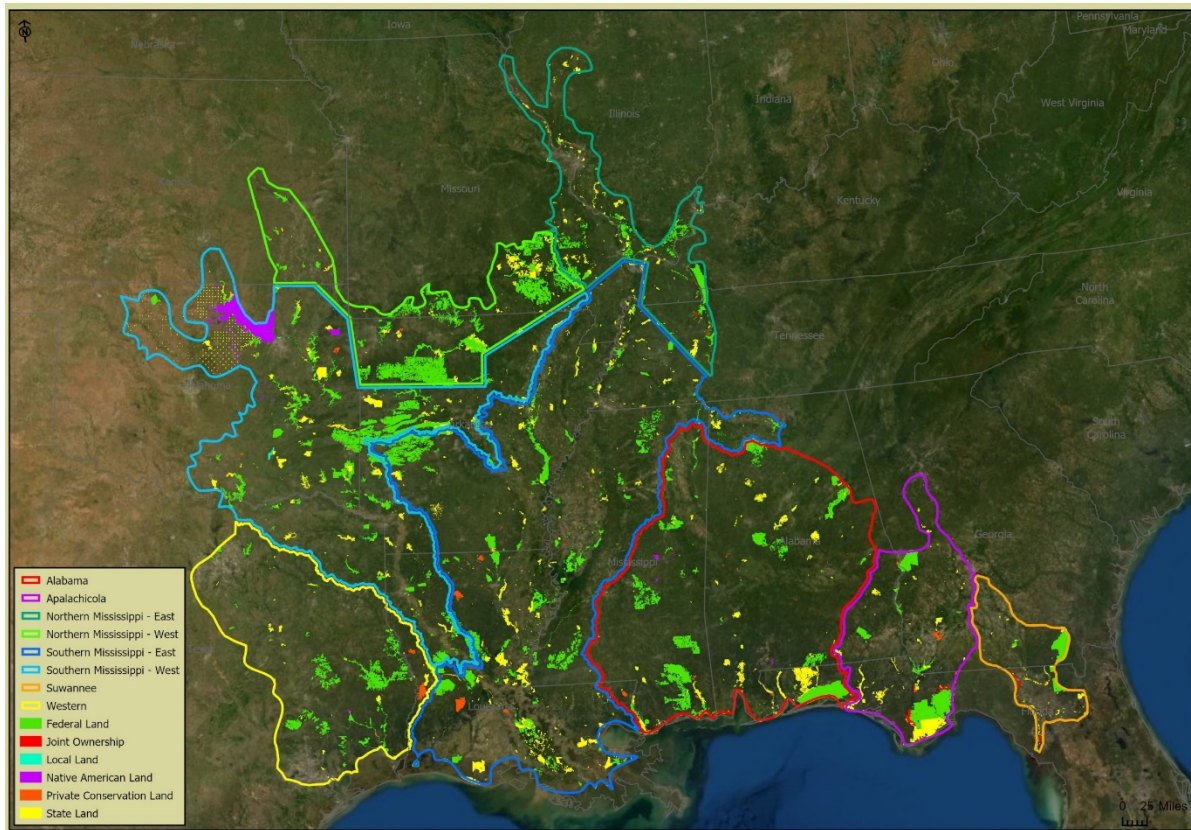 N
Iowa
Nebraska
Pennsylvania
Maryland
Ohio
Illinois
Indiana
West Virginia
Kansas
Missouri
Kentucky
Virginia
North
Carolina
Tennessee
Oklahoma
South
Carolina
Mississippi
Alabama
Georgia
Alabama
Apalachicola
Northern Mississippi - East
Northern Mississippi - West
Southern Mississippi - East
Southern Mississippi - West
Suwannee
Western
Federal Land
Joint Ownership
Local Land
Native American Land
Private Conservation Land
State Land
0 25 Miles